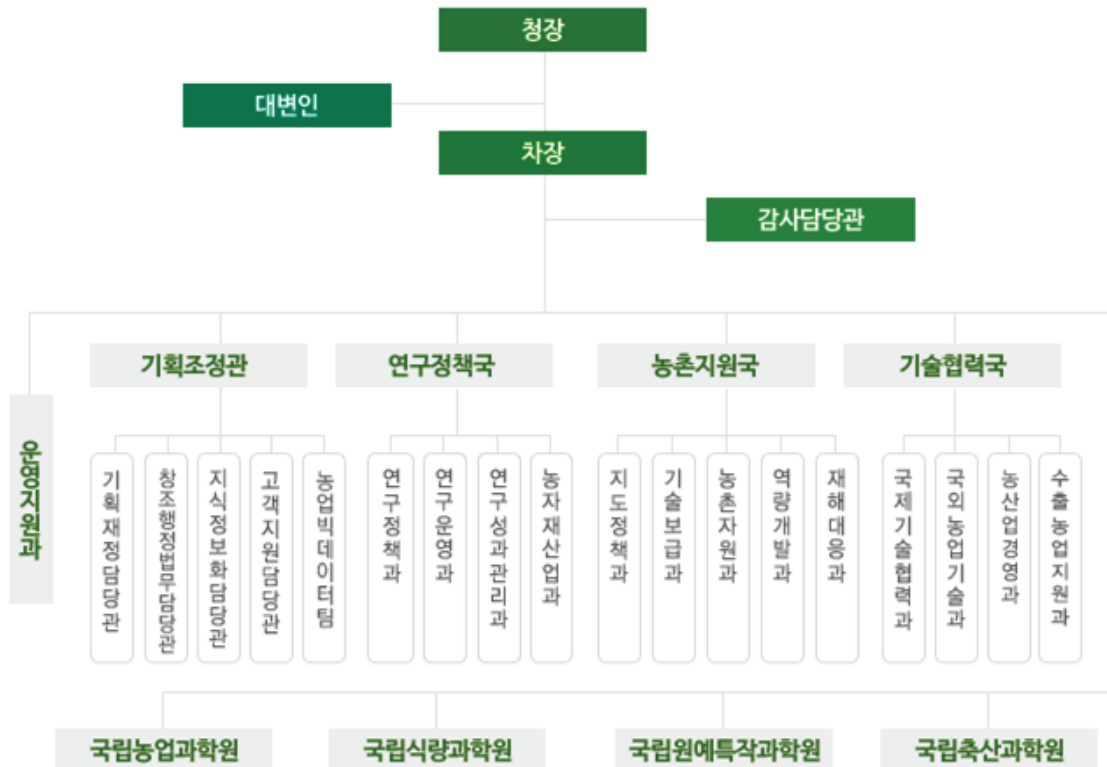 청장
대변인
차장
감사담당관
기획조정관
연구정책국
농촌지원국
기술협력국
운영지원과
기획재정담당관
창조행정법무담당관
지식정보화담당관
고객지원담당관
농업빅데이터팀
연구정책과
연구운영과
연구성과관리과
농자재산업과
지도정책과
기술보급과
농촌자원과
역량개발과
재해대응과
국제기술협력과
국외농업기술과
농산업경영과
수출농업지원과
국립농업과학원
국립식량과학원
국립원예특작과학원
국립축산과학원